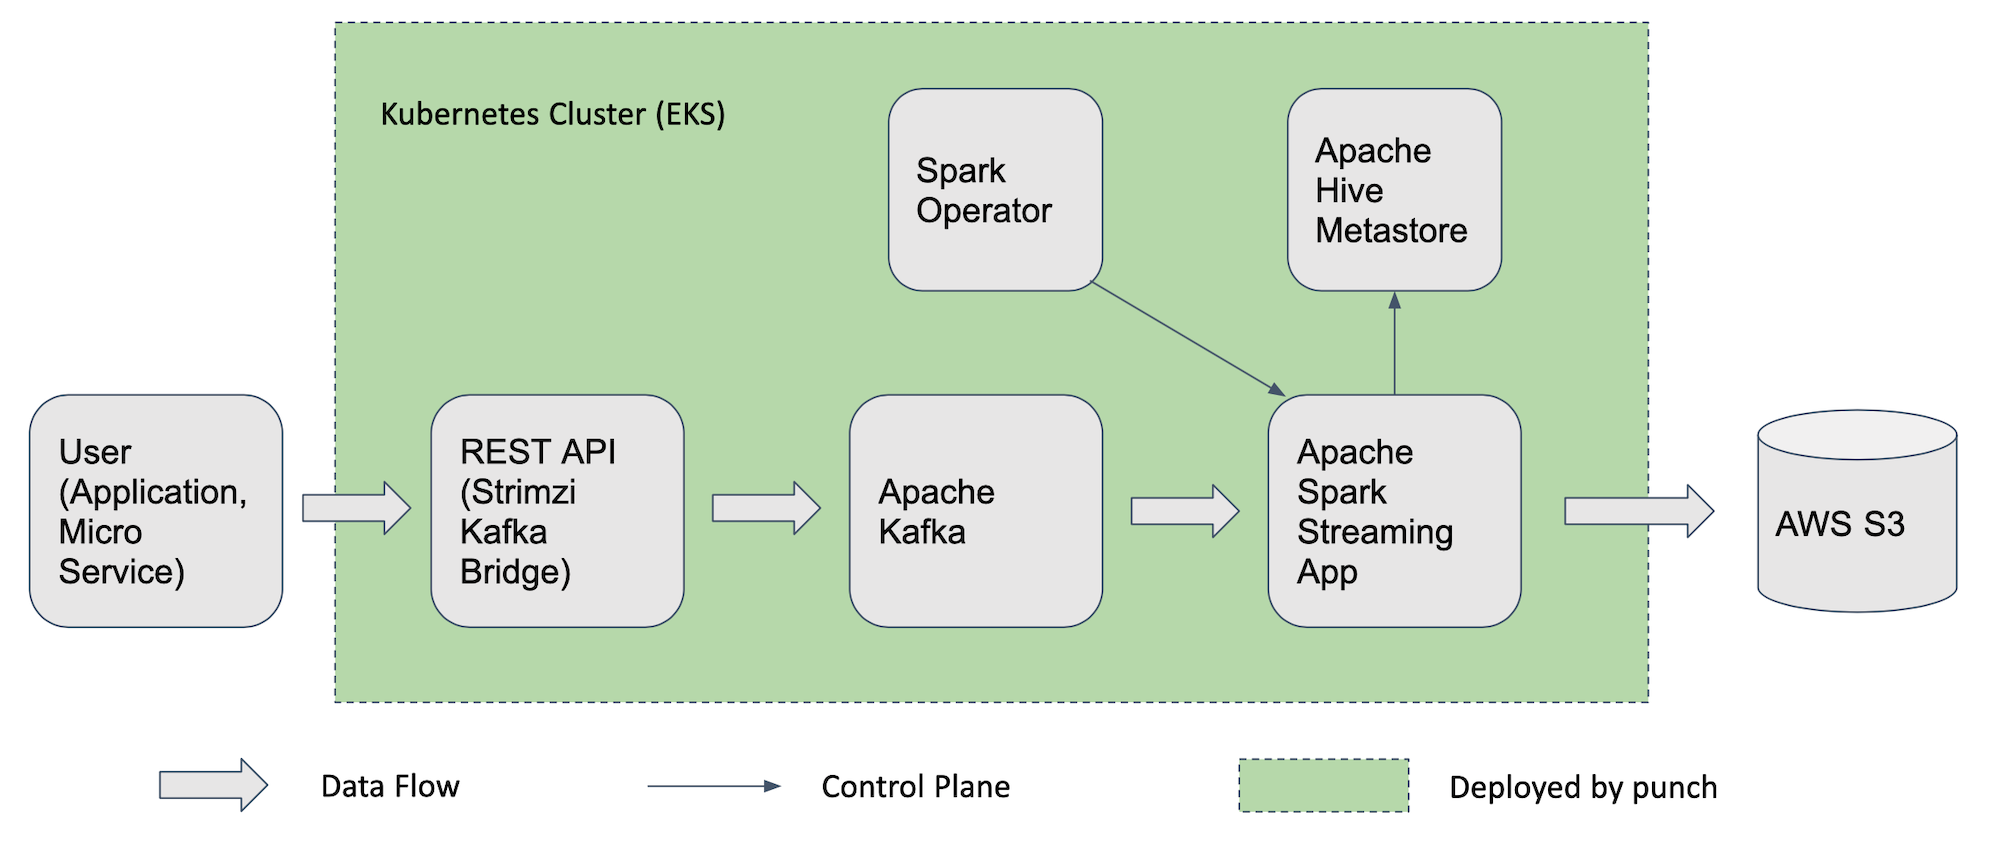 Kubernetes Cluster (EKS)
Spark
Operator
Apache
Hive
Metastore
User
(Application,
Micro
Service)
REST API
(Strimzi
Kafka
Bridge)
Apache
Kafka
Apache
Spark
Streaming
App
AWS S3
Data Flow
Control Plane
Deployed by punch